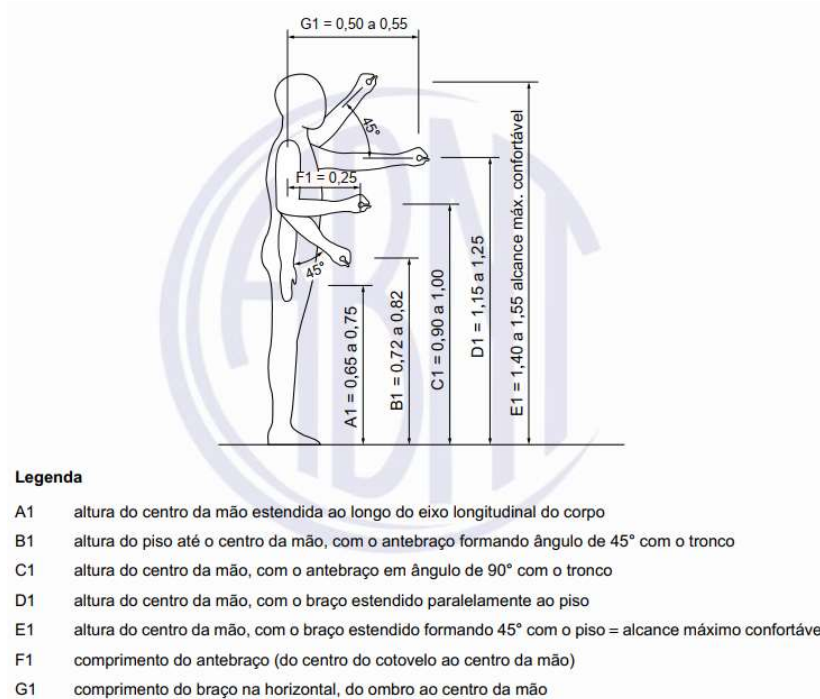 G1 = 0,50 a 0,55
45°
F1 = 0,25
45°
A1 = 0,65 a 0,75
B1 = 0,72 a 0,82
C1 = 0,90 a 1,00
D1 = 1,15 a 1,25
E1 = 1,40 a 1,55 alcance máx. confortável
ABNT
Legenda
A1 altura do centro da mão estendida ao longo do eixo longitudinal do corpo
B1 altura do piso até o centro da mão, com o antebraço formando ângulo de 45° com o tronco
C1 altura do centro da mão, com o antebraço em ângulo de 90° com o tronco
D1 altura do centro da mão, com o braço estendido paralelamente ao piso
E1 altura do centro da mão, com o braço estendido formando 45° com o piso = alcance máximo confortáve
F1 comprimento do antebraço (do centro do cotovelo ao centro da mão)
G1 comprimento do braço na horizontal, do ombro ao centro da mão